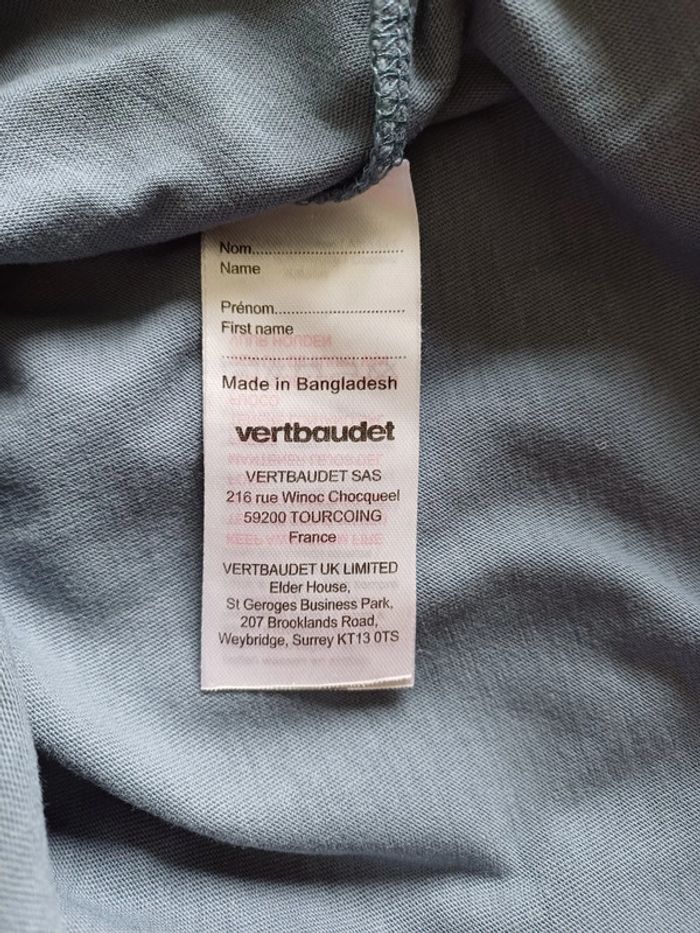 Nom
Name
Prénom
First name
Made in Bangladesh
vertbaudet
VERTBAUDET SAS
216 rue Winoc Chocqueel
59200 TOURCOING
France
VERTBAUDET UK LIMITED
Elder House,
St Geroges Business Park,
207 Brooklands Road,
Weybridge, Surrey KT13 0TS